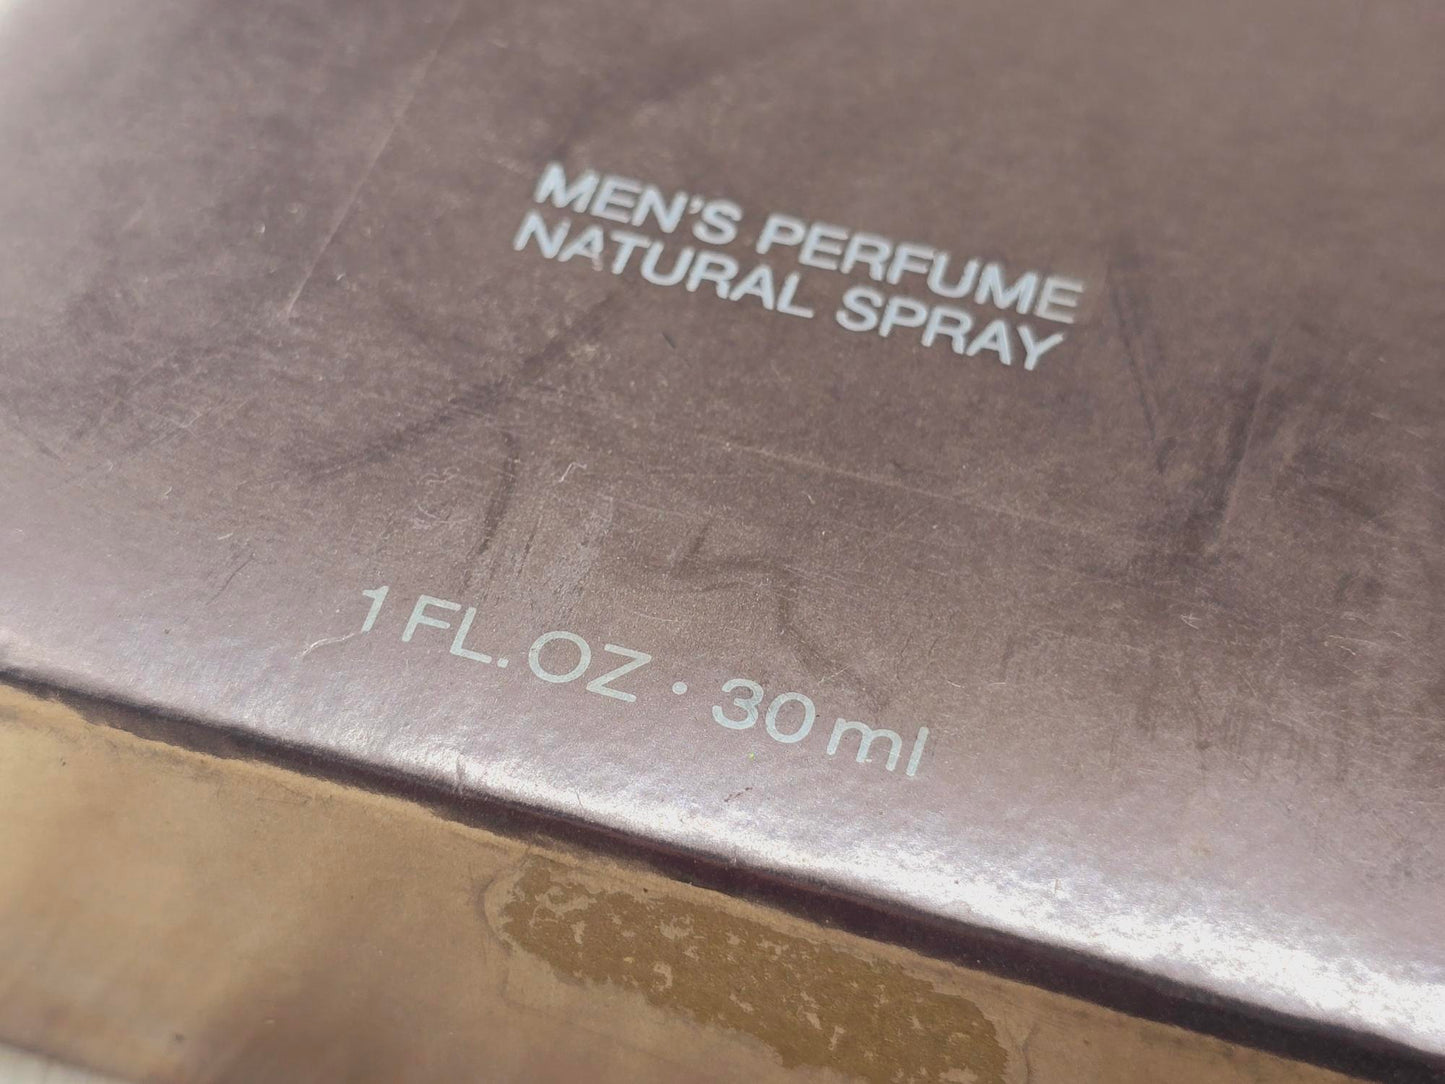 MEN'S PERFUME
NATURAL SPRAY
1 FL. OZ · 30 ml